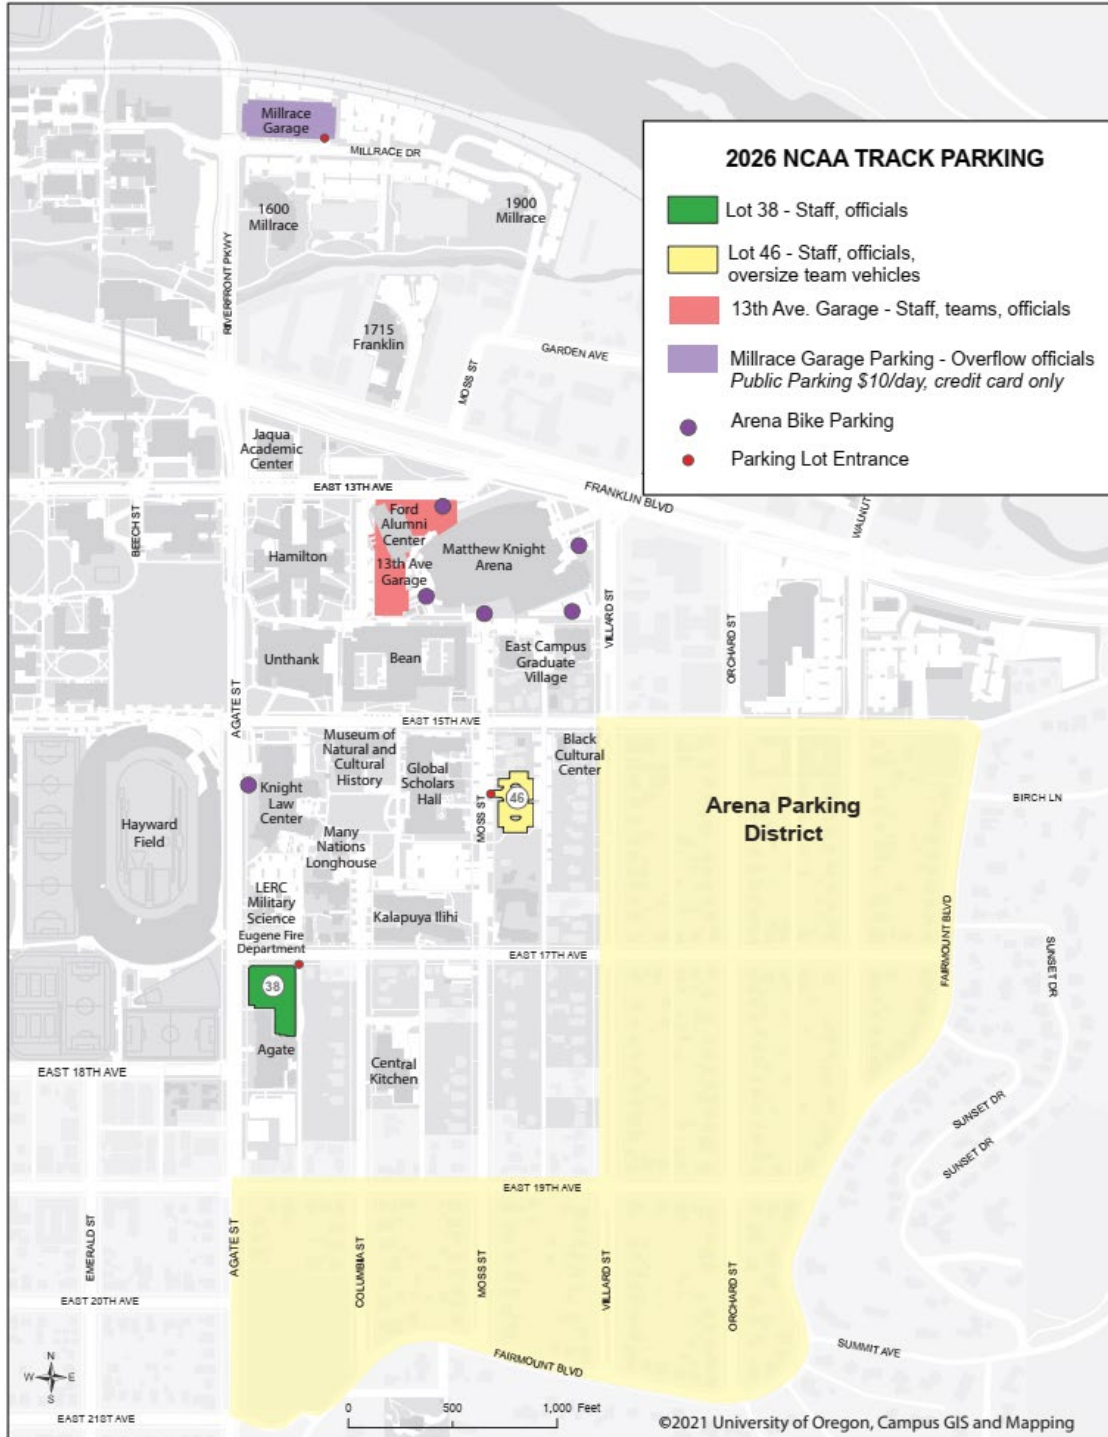 Millrace
Garage
MILLRACE DR
1600
Millrace
1900
Millrace
RIVERFRONT PKWY
1715
Franklin
MOSS ST
GARDEN AVE
2026 NCAA TRACK PARKING
Lot 38 - Staff, officials
Lot 46 - Staff, officials,
oversize team vehicles
13th Ave. Garage - Staff, teams, officials
Millrace Garage Parking - Overflow officials
Public Parking $10/day, credit card only
Arena Bike Parking
Parking Lot Entrance
Jaqua
Academic
Center
EAST 13TH AVE
FRANKLIN BLVD
WALNUT
BEECH ST
Hamilton
Ford
Alumni
Center
13th Ave
Garage
Matthew Knight
Arena
VILLARD ST
ORCHARD ST
Unthank
Bean
East Campus
Graduate
Village
AGATE ST
EAST 15TH AVE
Museum of
Natural and
Cultural
History
Global
Scholars
Hall
Black
Cultural
Center
Knight
Law
Center
MOSS ST
46
Arena Parking
District
BIRCH LN
Hayward
Field
Many
Nations
Longhouse
LERC
Military
Science
Eugene Fire
Department
Kalapuya Ilihi
EAST 17TH AVE
FAIRMOUNT BLVD
SUNSET DR
38
Agate
Central
Kitchen
EAST 18TH AVE
SUNSET DR
SUNSET DR
EAST 19TH AVE
EMERALD ST
AGATE ST
COLUMBIA ST
MOSS ST
VILLARD ST
ORCHARD ST
EAST 20TH AVE
SUMMIT AVE
FAIRMOUNT BLVD
N
W E
S
EAST 21ST AVE
0 500 1,000 Feet
©2021 University of Oregon, Campus GIS and Mapping